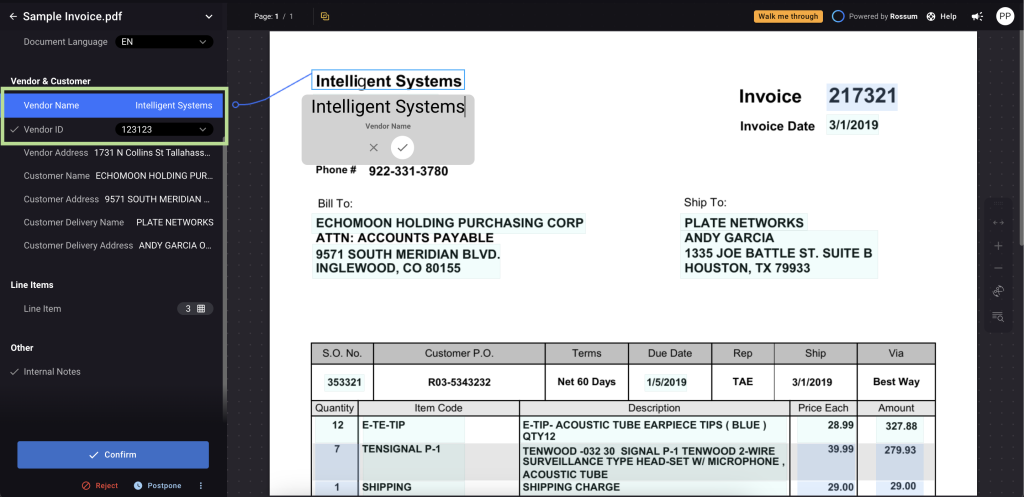 Sample Invoice.pdf
Page: 1 / 1
Walk me through
Powered by Rossum
Help
PP
Document Language EN
Vendor & Customer
Vendor Name Intelligent Systems
Vendor ID 123123
Vendor Address 1731 N Collins St Tallahass...
Customer Name ECHOMOON HOLDING PUR...
Customer Address 9571 SOUTH MERIDIAN ...
Customer Delivery Name PLATE NETWORKS
Customer Delivery Address ANDY GARCIA O...
Line Items
Line Item 3
Other
Internal Notes
Confirm
Reject Postpone
Intelligent Systems
Intelligent Systems
Vendor Name
Phone # 922-331-3780
Invoice 217321
Invoice Date 3/1/2019
Bill To:
ECHOMOON HOLDING PURCHASING CORP
ATTN: ACCOUNTS PAYABLE
9571 SOUTH MERIDIAN BLVD.
INGLEWOOD, CO 80155
Ship To:
PLATE NETWORKS
ANDY GARCIA
1335 JOE BATTLE ST. SUITE B
HOUSTON, TX 79933
S.O. No. Customer P.O. Terms Due Date Rep Ship Via
353321 R03-5343232 Net 60 Days 1/5/2019 TAE 3/1/2019 Best Way
Quantity Item Code Description Price Each Amount
12 E-TE-TIP E-TIP- ACOUSTIC TUBE EARPIECE TIPS ( BLUE ) 28.99 327.88
QTY12
7 TENSIGNAL P-1 TENWOOD -032 30 SIGNAL P-1 TENWOOD 2-WIRE 39.99 279.93
SURVEILLANCE TYPE HEAD-SET W/ MICROPHONE ,
ACOUSTIC TUBE
1 SHIPPING SHIPPING CHARGE 29.00 29.00